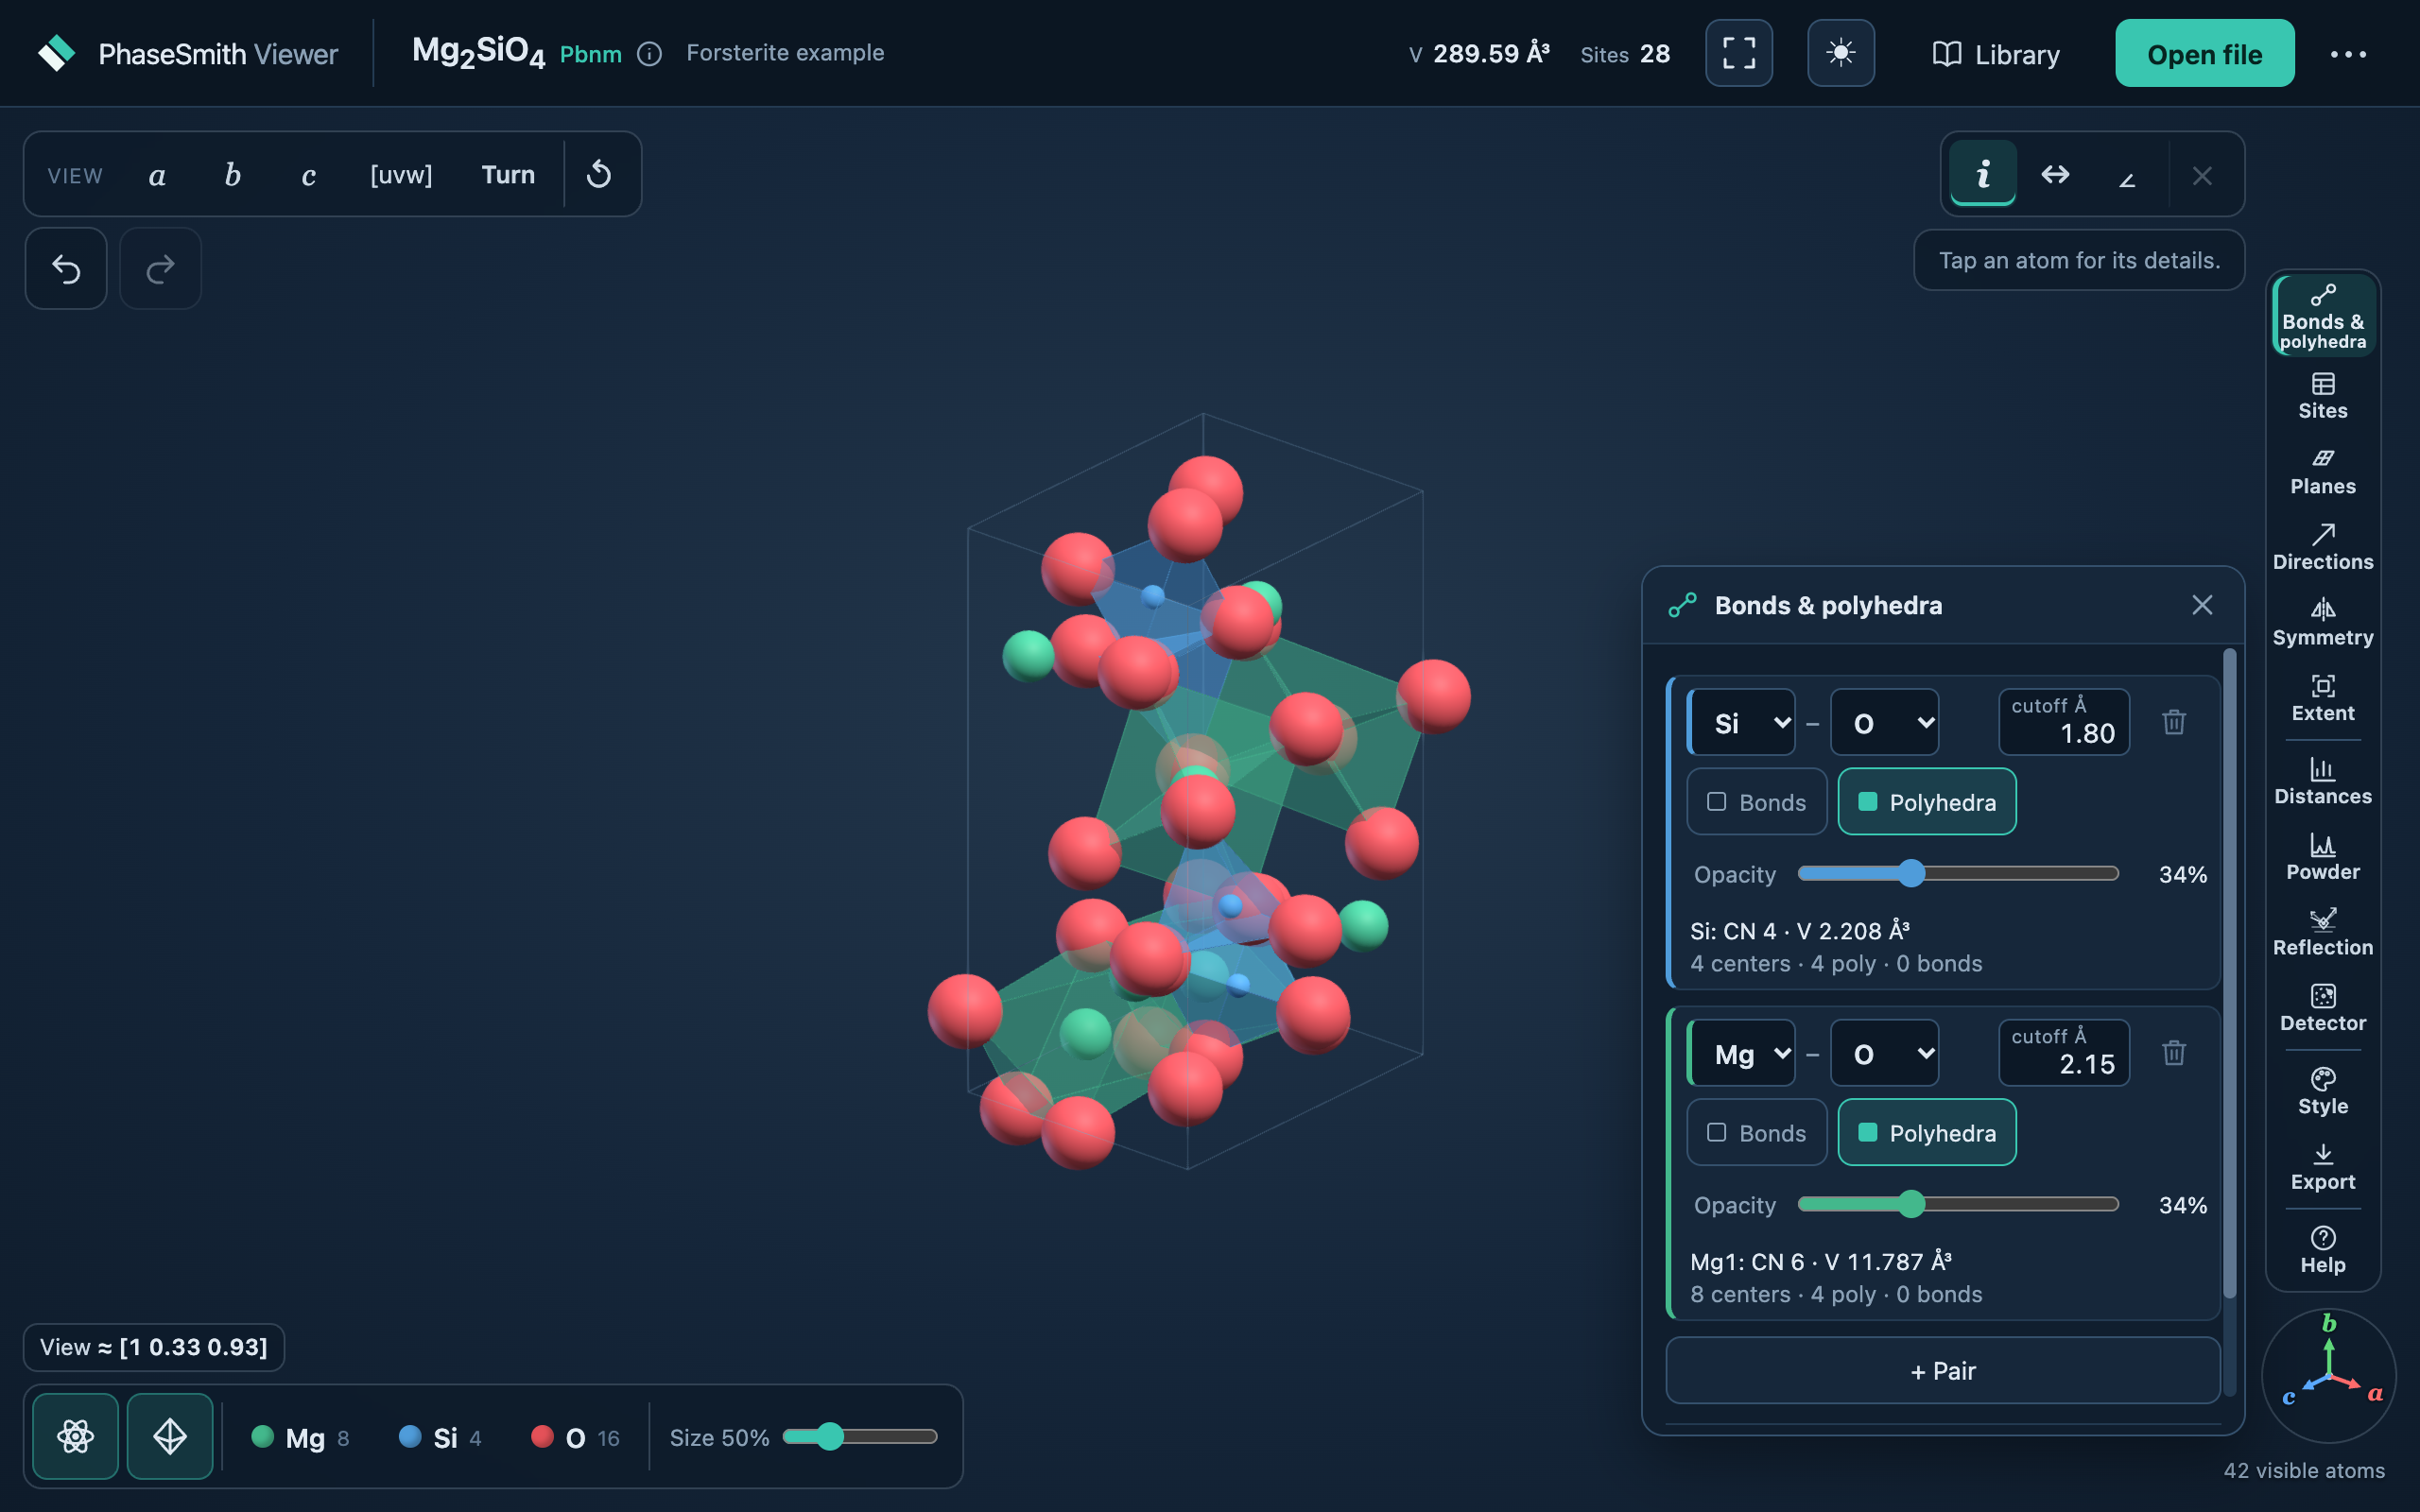 PhaseSmith Viewer
Mg2SiO4 Pbnm i Forsterite example
V 289.59 Å³ Sites 28
Library
Open file
VIEW a b c [uvw] Turn
i
Tap an atom for its details.
Bonds & polyhedra
Sites
Planes
Directions
Symmetry
Extent
Distances
Powder
Reflection
Detector
Style
Export
Help
Bonds & polyhedra
Si – O cutoff Å 1.80
Bonds Polyhedra
Opacity 34%
Si: CN 4 · V 2.208 Å³
4 centers · 4 poly · 0 bonds
Mg – O cutoff Å 2.15
Bonds Polyhedra
Opacity 34%
Mg1: CN 6 · V 11.787 Å³
8 centers · 4 poly · 0 bonds
+ Pair
View ≈ [1 0.33 0.93]
Mg 8 Si 4 O 16 Size 50%
b
c a
42 visible atoms